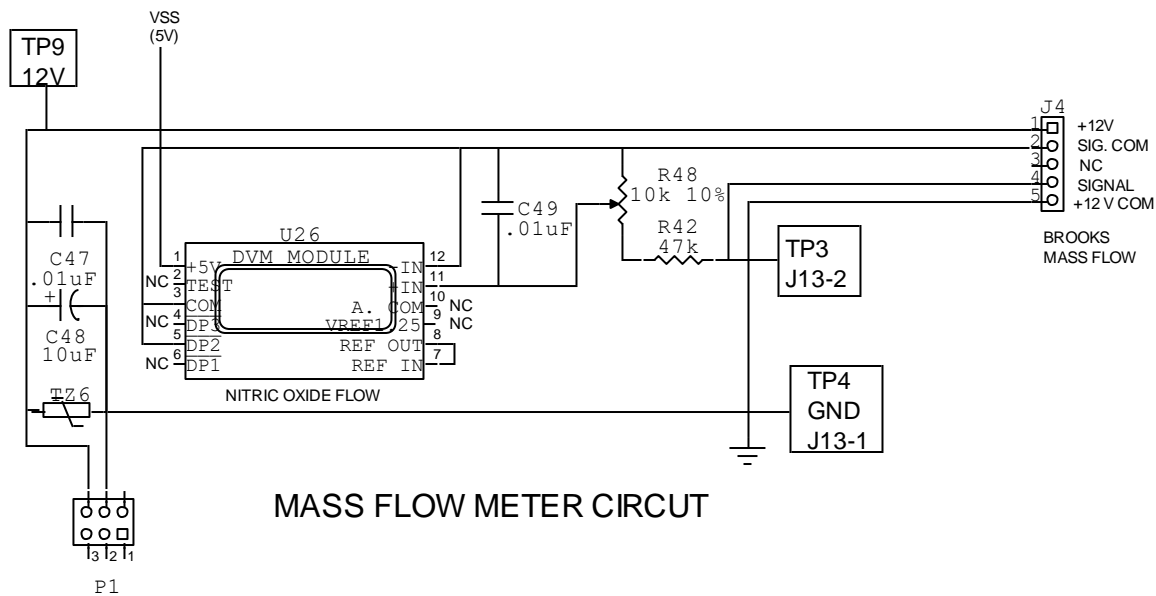 VSS
(5V)
TP9
12V
J4
1 +12V
2 SIG. COM
3 NC
4 SIGNAL
5 +12 V COM
BROOKS
MASS FLOW
R48
10k 10%
R42
47k
C49
.01uF
TP3
J13-2
U26
DVM MODULE
1 +5V
NC 2 TEST
3 COM
NC 4 DP3
5 DP2
NC 6 DP1
-IN 12
+IN 11
A. COM 10 NC
VREF1 25 9 NC
REF OUT 8
REF IN 7
NITRIC OXIDE FLOW
C47
.01uF
+
C48
10uF
TZ6
TP4
GND
J13-1
MASS FLOW METER CIRCUT
3 2 1
P1